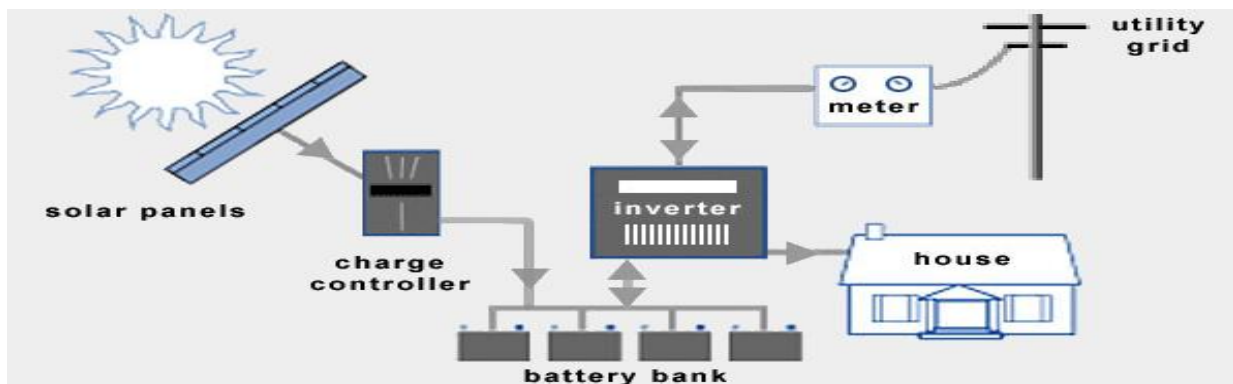 utility
grid
meter
solar panels
inverter
charge
controller
house
battery bank